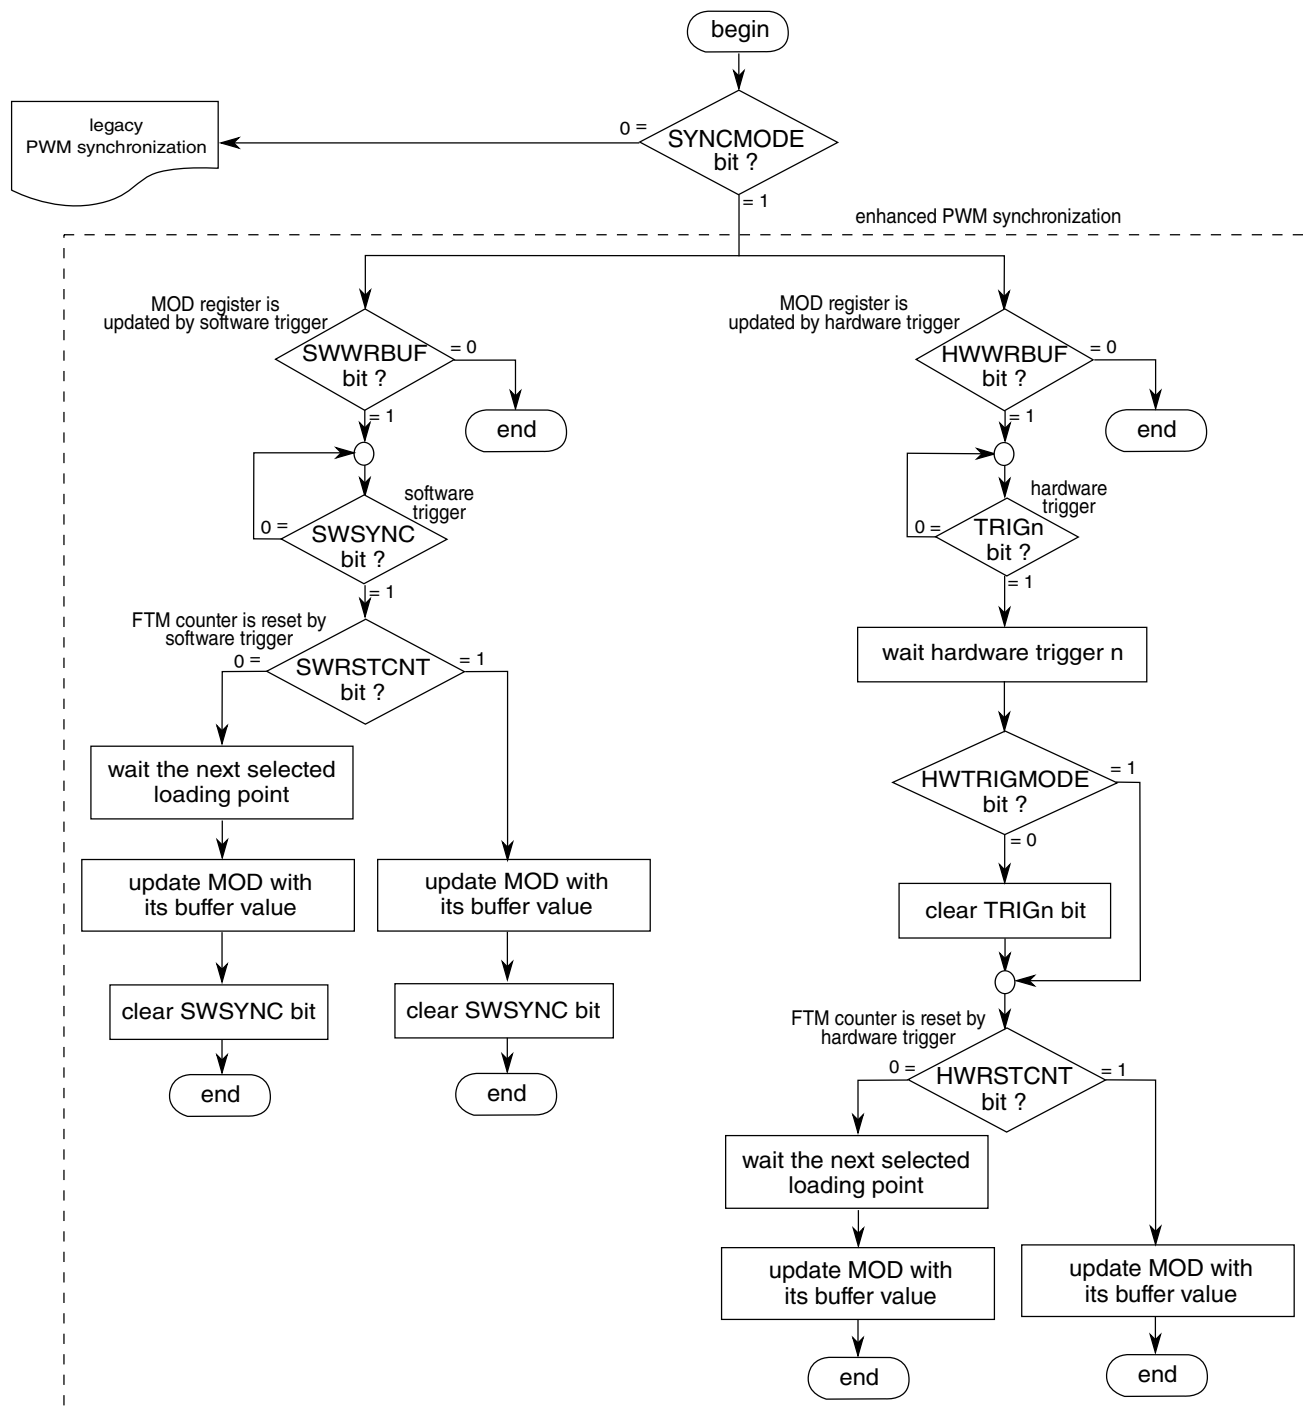 begin
legacy
PWM synchronization
0 =
SYNCMODE
bit ?
= 1
enhanced PWM synchronization
MOD register is
updated by software trigger
SWWRBUF
bit ?
= 0
= 1
end
software
trigger
0 =
SWSYNC
bit ?
= 1
FTM counter is reset by
software trigger
0 =
SWRSTCNT
bit ?
= 1
wait the next selected
loading point
update MOD with
its buffer value
clear SWSYNC bit
end
update MOD with
its buffer value
clear SWSYNC bit
end
MOD register is
updated by hardware trigger
HWWRBUF
bit ?
= 0
= 1
end
hardware
trigger
0 =
TRIGn
bit ?
= 1
wait hardware trigger n
HWTRIGMODE
bit ?
= 1
= 0
clear TRIGn bit
FTM counter is reset by
hardware trigger
0 =
HWRSTCNT
bit ?
= 1
wait the next selected
loading point
update MOD with
its buffer value
end
update MOD with
its buffer value
end